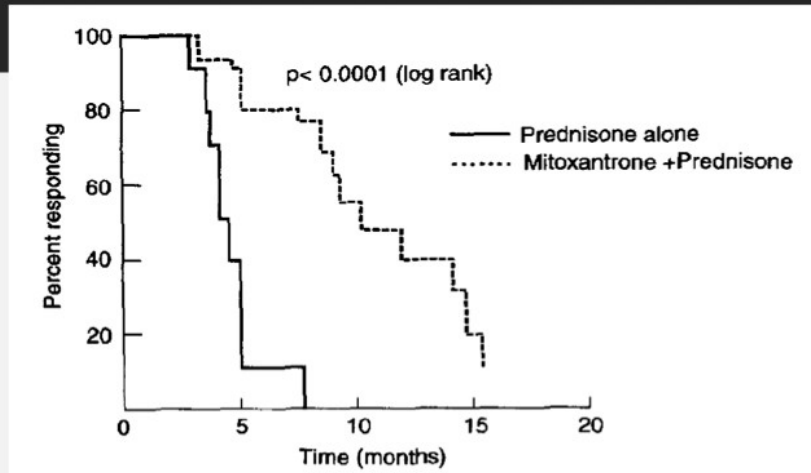 100
80
60
40
20
Percent responding
p< 0.0001 (log rank)
Prednisone alone
Mitoxantrone +Prednisone
0
5
10
15
20
Time (months)